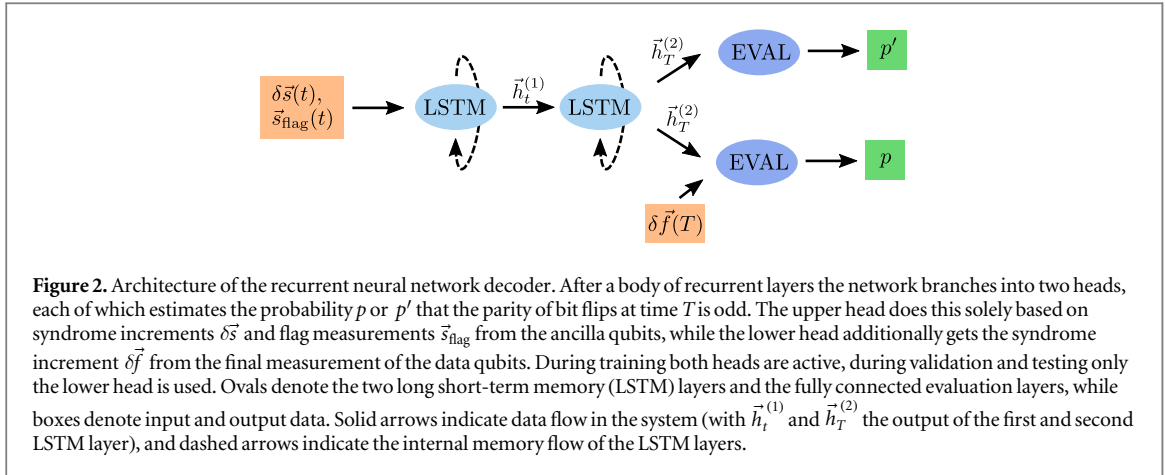 δs⃗(t),
s⃗_flag(t)
LSTM
h⃗_t^(1)
LSTM
h⃗_T^(2)
EVAL
p′
h⃗_T^(2)
EVAL
p
δf⃗(T)
Figure 2. Architecture of the recurrent neural network decoder. After a body of recurrent layers the network branches into two heads,
each of which estimates the probability p or p′ that the parity of bit flips at time T is odd. The upper head does this solely based on
syndrome increments δs⃗ and flag measurements s⃗_flag from the ancilla qubits, while the lower head additionally gets the syndrome
increment δf⃗ from the final measurement of the data qubits. During training both heads are active, during validation and testing only
the lower head is used. Ovals denote the two long short-term memory (LSTM) layers and the fully connected evaluation layers, while
boxes denote input and output data. Solid arrows indicate data flow in the system (with h⃗_t^(1) and h⃗_T^(2) the output of the first and second
LSTM layer), and dashed arrows indicate the internal memory flow of the LSTM layers.